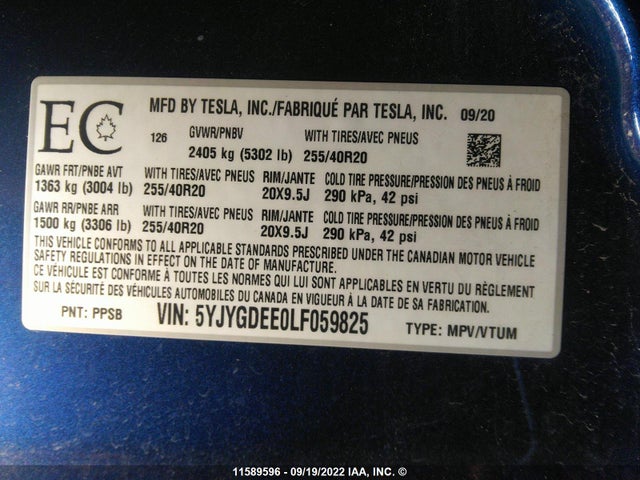 EC
MFD BY TESLA, INC./FABRIQUÉ PAR TESLA, INC. 09/20
126 GVWR/PNBV WITH TIRES/AVEC PNEUS
2405 kg (5302 lb) 255/40R20
GAWR FRT/PNBE AVT WITH TIRES/AVEC PNEUS RIM/JANTE COLD TIRE PRESSURE/PRESSION DES PNEUS À FROID
1363 kg (3004 lb) 255/40R20 20X9.5J 290 kPa, 42 psi
GAWR RR/PNBE ARR WITH TIRES/AVEC PNEUS RIM/JANTE COLD TIRE PRESSURE/PRESSION DES PNEUS À FROID
1500 kg (3306 lb) 255/40R20 20X9.5J 290 kPa, 42 psi
THIS VEHICLE CONFORMS TO ALL APPLICABLE STANDARDS PRESCRIBED UNDER THE CANADIAN MOTOR VEHICLE
SAFETY REGULATIONS IN EFFECT ON THE DATE OF MANUFACTURE.
CE VÉHICULE EST CONFORME À TOUTES LES NORMES QUI LUI SONT APPLICABLES EN VERTU DU RÈGLEMENT
SUR LA SÉCURITÉ DES VÉHICULES AUTOMOBILES DU CANADA EN VIGUEUR À LA DATE DE SA FABRICATION.
PNT: PPSB VIN: 5YJYGDEE0LF059825 TYPE: MPV/VTUM
11589596 - 09/19/2022 IAA, INC. ©